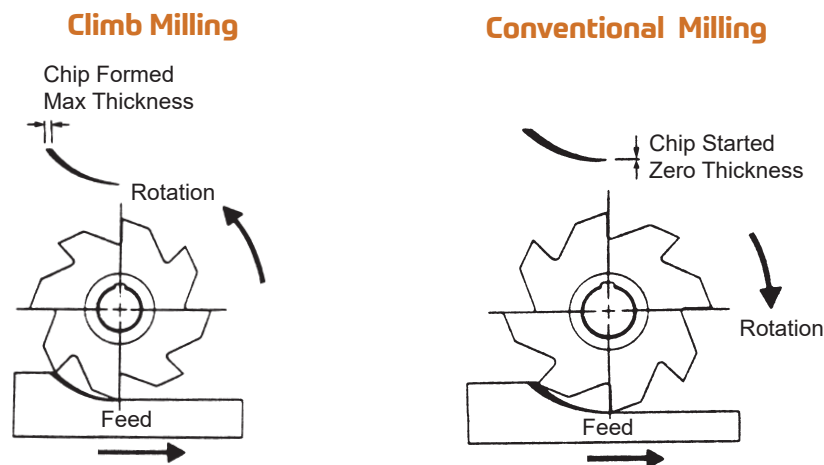 Climb Milling
Chip Formed
Max Thickness
Rotation
Feed
Conventional Milling
Chip Started
Zero Thickness
Rotation
Feed